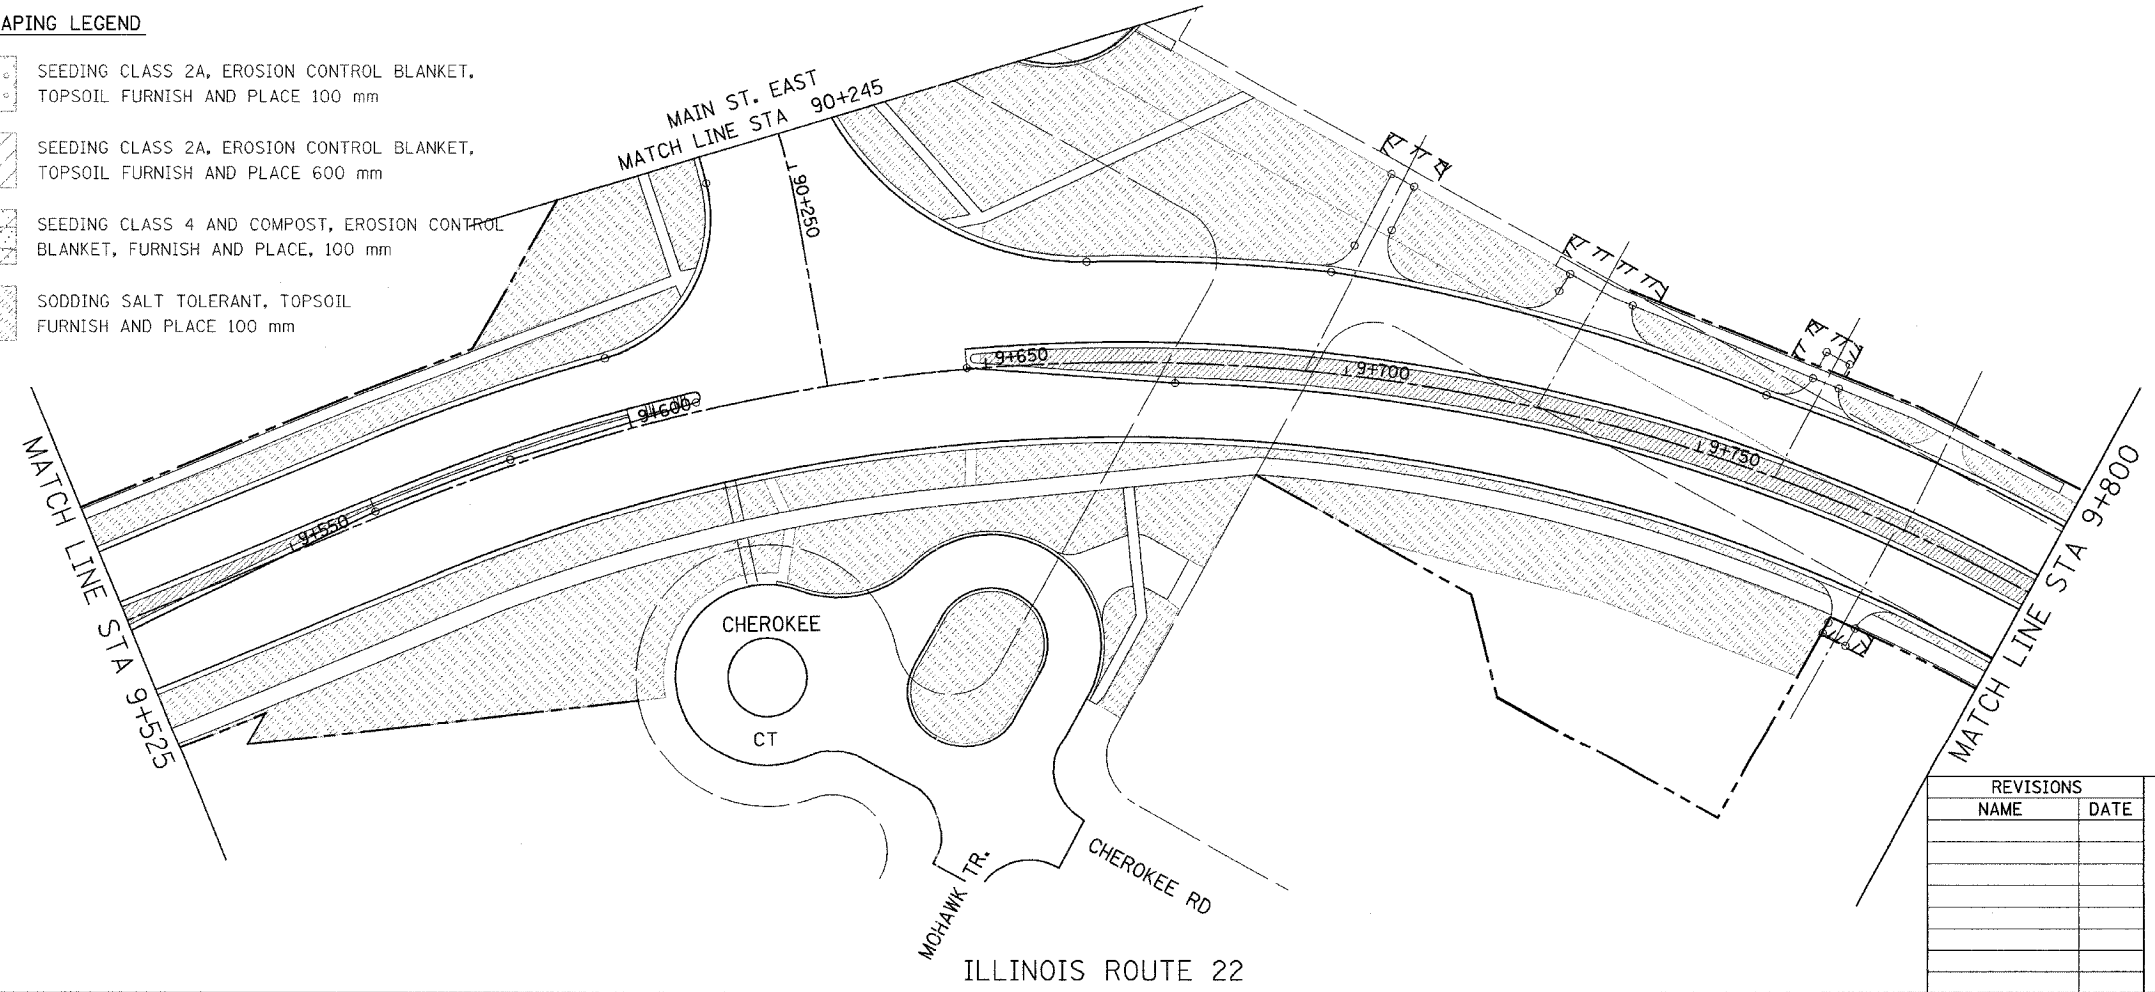 APING LEGEND
SEEDING CLASS 2A, EROSION CONTROL BLANKET,
TOPSOIL FURNISH AND PLACE 100 mm
SEEDING CLASS 2A, EROSION CONTROL BLANKET,
TOPSOIL FURNISH AND PLACE 600 mm
SEEDING CLASS 4 AND COMPOST, EROSION CONTROL
BLANKET, FURNISH AND PLACE, 100 mm
SODDING SALT TOLERANT, TOPSOIL
FURNISH AND PLACE 100 mm
MAIN ST. EAST
MATCH LINE STA 90+245
90+250
9+650
9+700
9+600
9+750
9+550
MATCH LINE STA 9+525
MATCH LINE STA 9+800
CHEROKEE
CT
MOHAWK TR.
CHEROKEE RD
ILLINOIS ROUTE 22
REVISIONS
NAME DATE